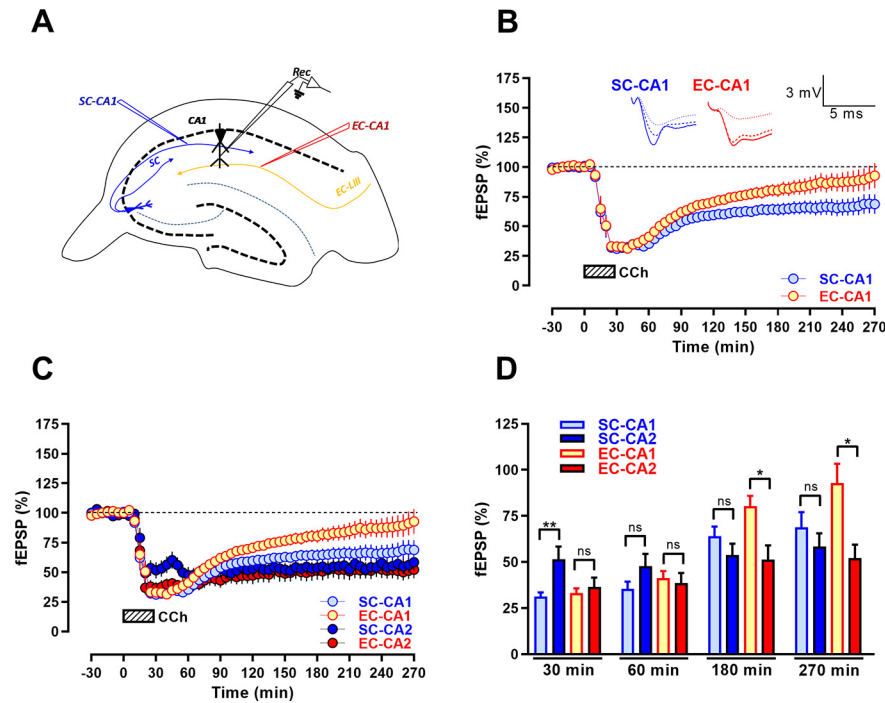 A
Rec
SC-CA1
CA1
EC-CA1
SC
EC-LIII
B
175
150
125
100
75
50
25
0
fEPSP (%)
SC-CA1
EC-CA1
3 mV
5 ms
CCh
SC-CA1
EC-CA1
-30 0 30 60 90 120 150 180 210 240 270
Time (min)
C
175
150
125
100
75
50
25
0
fEPSP (%)
CCh
SC-CA1
EC-CA1
SC-CA2
EC-CA2
-30 0 30 60 90 120 150 180 210 240 270
Time (min)
D
125
100
75
50
25
0
fEPSP (%)
SC-CA1
SC-CA2
EC-CA1
EC-CA2
** ns
ns ns
ns *
ns *
30 min 60 min 180 min 270 min